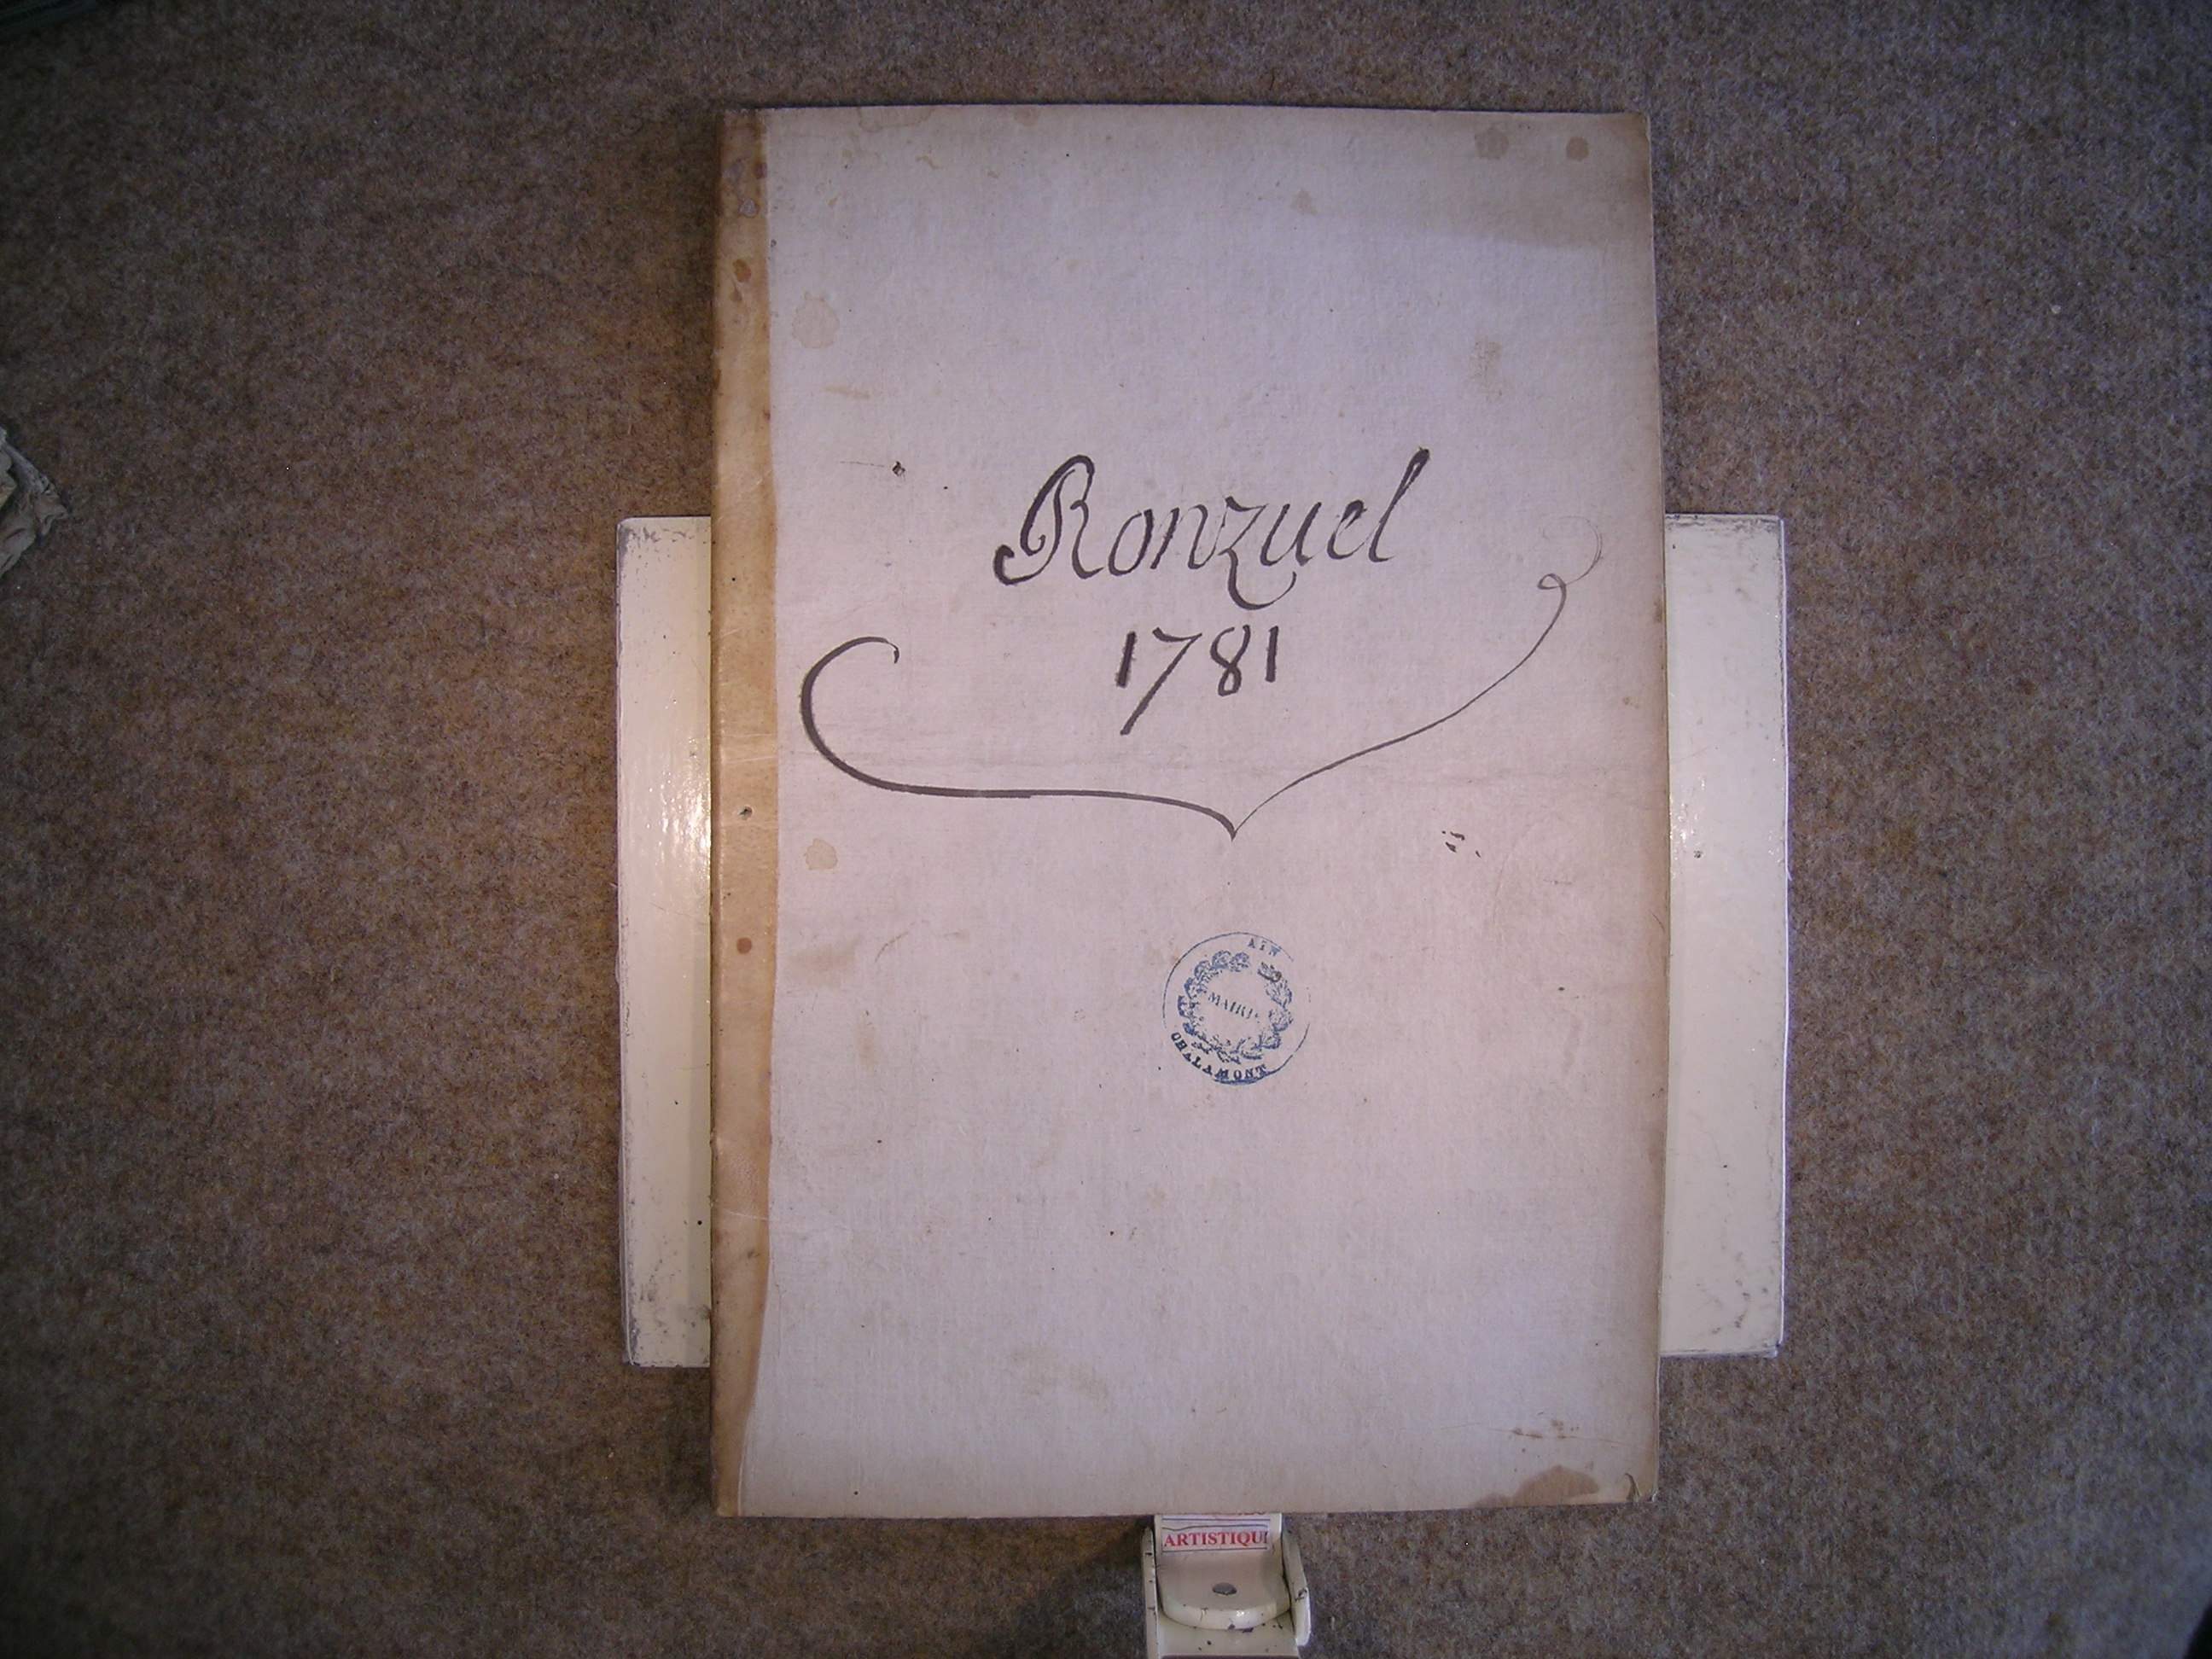 Ronzuel
1781
AIN
MAIRIE
CHALAMONT
ARTISTIQU